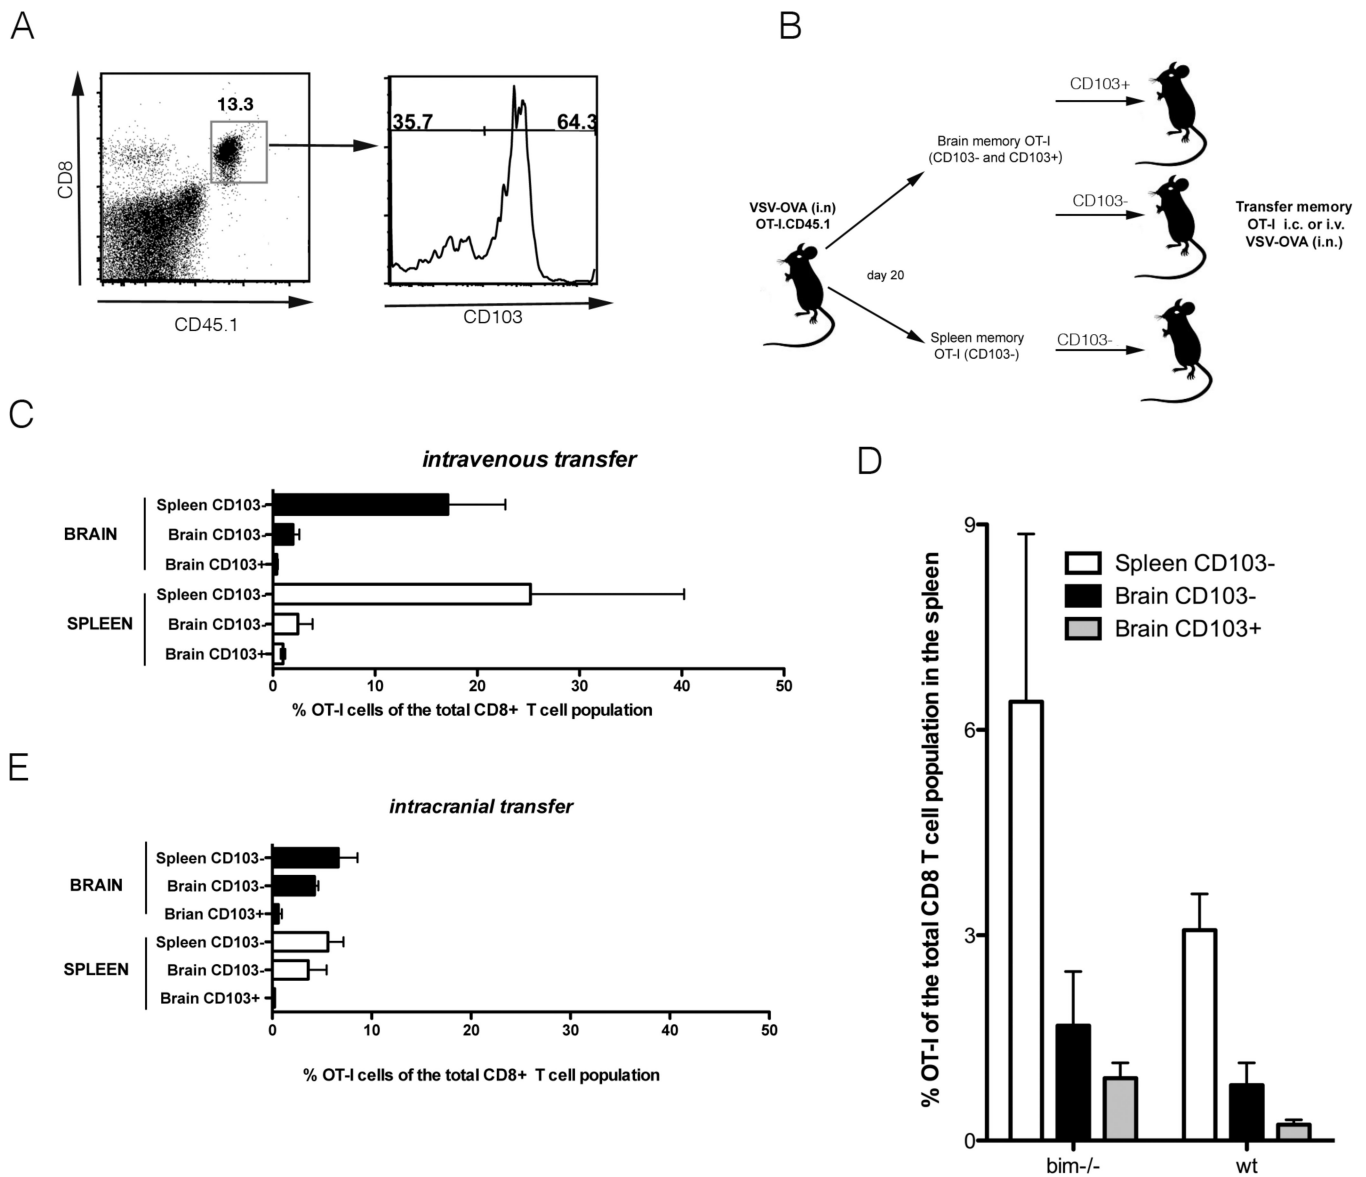 A
13.3
CD8
CD45.1
35.7
64.3
CD103
B
VSV-OVA (i.n)
OT-I.CD45.1
day 20
Brain memory OT-I
(CD103- and CD103+)
Spleen memory
OT-I (CD103-)
CD103+
CD103-
CD103-
Transfer memory
OT-I i.c. or i.v.
VSV-OVA (i.n.)
C
intravenous transfer
BRAIN
Spleen CD103-
Brain CD103-
Brain CD103+
SPLEEN
Spleen CD103-
Brain CD103-
Brain CD103+
0 10 20 30 40 50
% OT-I cells of the total CD8+ T cell population
D
% OT-I of the total CD8 T cell population in the spleen
9
6
3
0
Spleen CD103-
Brain CD103-
Brain CD103+
bim-/- wt
E
intracranial transfer
BRAIN
Spleen CD103-
Brain CD103-
Brian CD103+
SPLEEN
Spleen CD103-
Brain CD103-
Brain CD103+
0 10 20 30 40 50
% OT-I cells of the total CD8+ T cell population